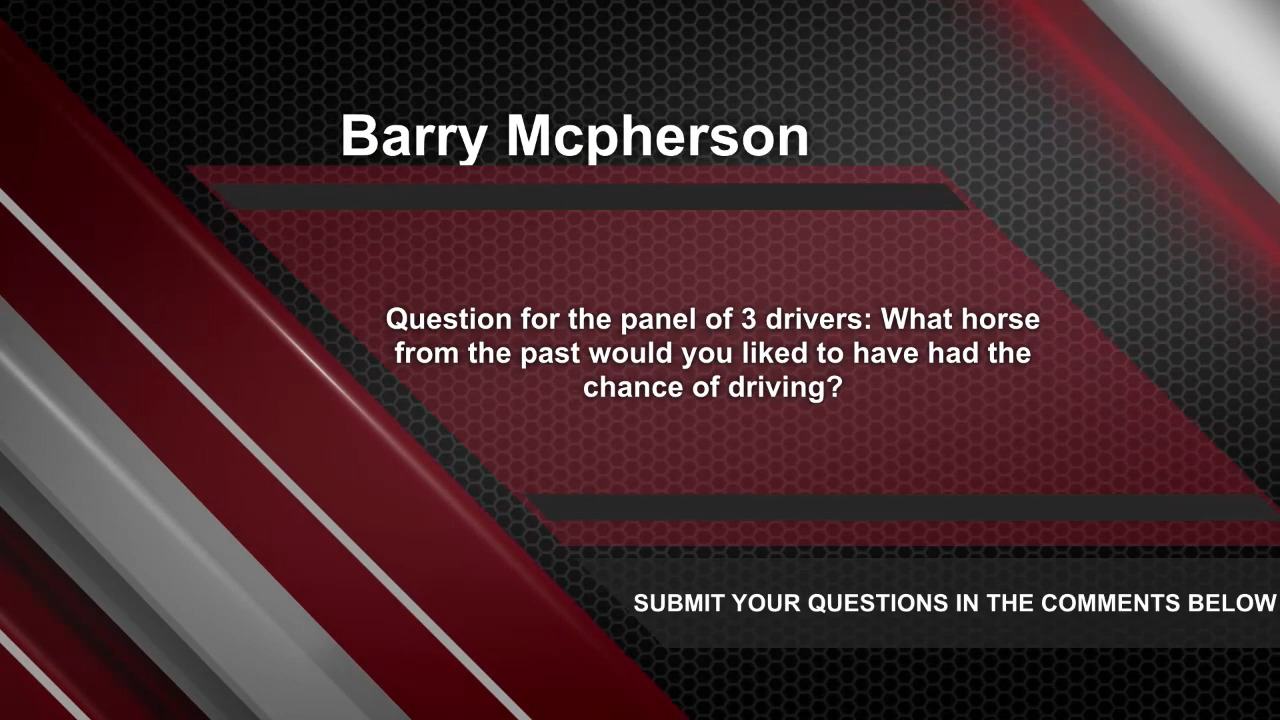 Barry Mcpherson
Question for the panel of 3 drivers: What horse
from the past would you liked to have had the
chance of driving?
SUBMIT YOUR QUESTIONS IN THE COMMENTS BELOW